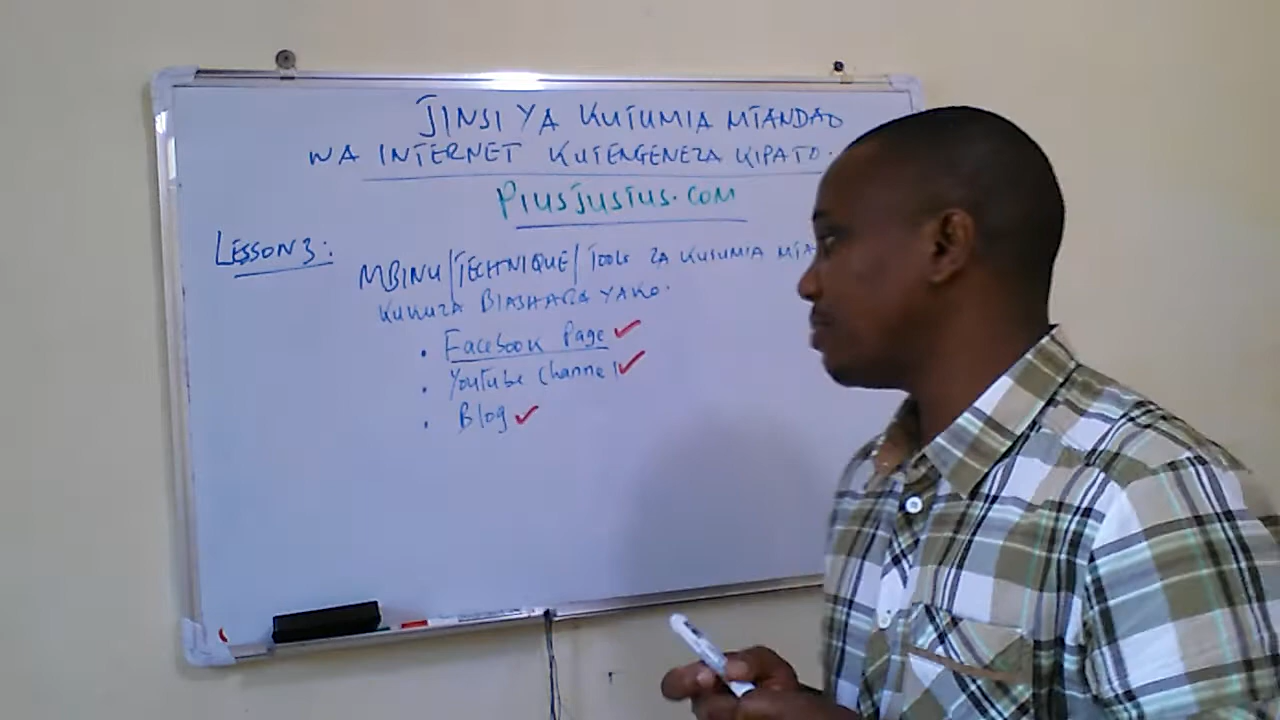 JINSI YA KUTUMIA MTANDAO
WA INTERNET KUTENGENEZA KIPATO.
PIUSJUSTUS.COM
LESSON 3:
MBINU/TECHNIQUE/TOOLS ZA KUTUMIA MTA
KUKUZA BIASHARA YAKO.
• Facebook Page ✓
• YouTube Channel ✓
• Blog ✓